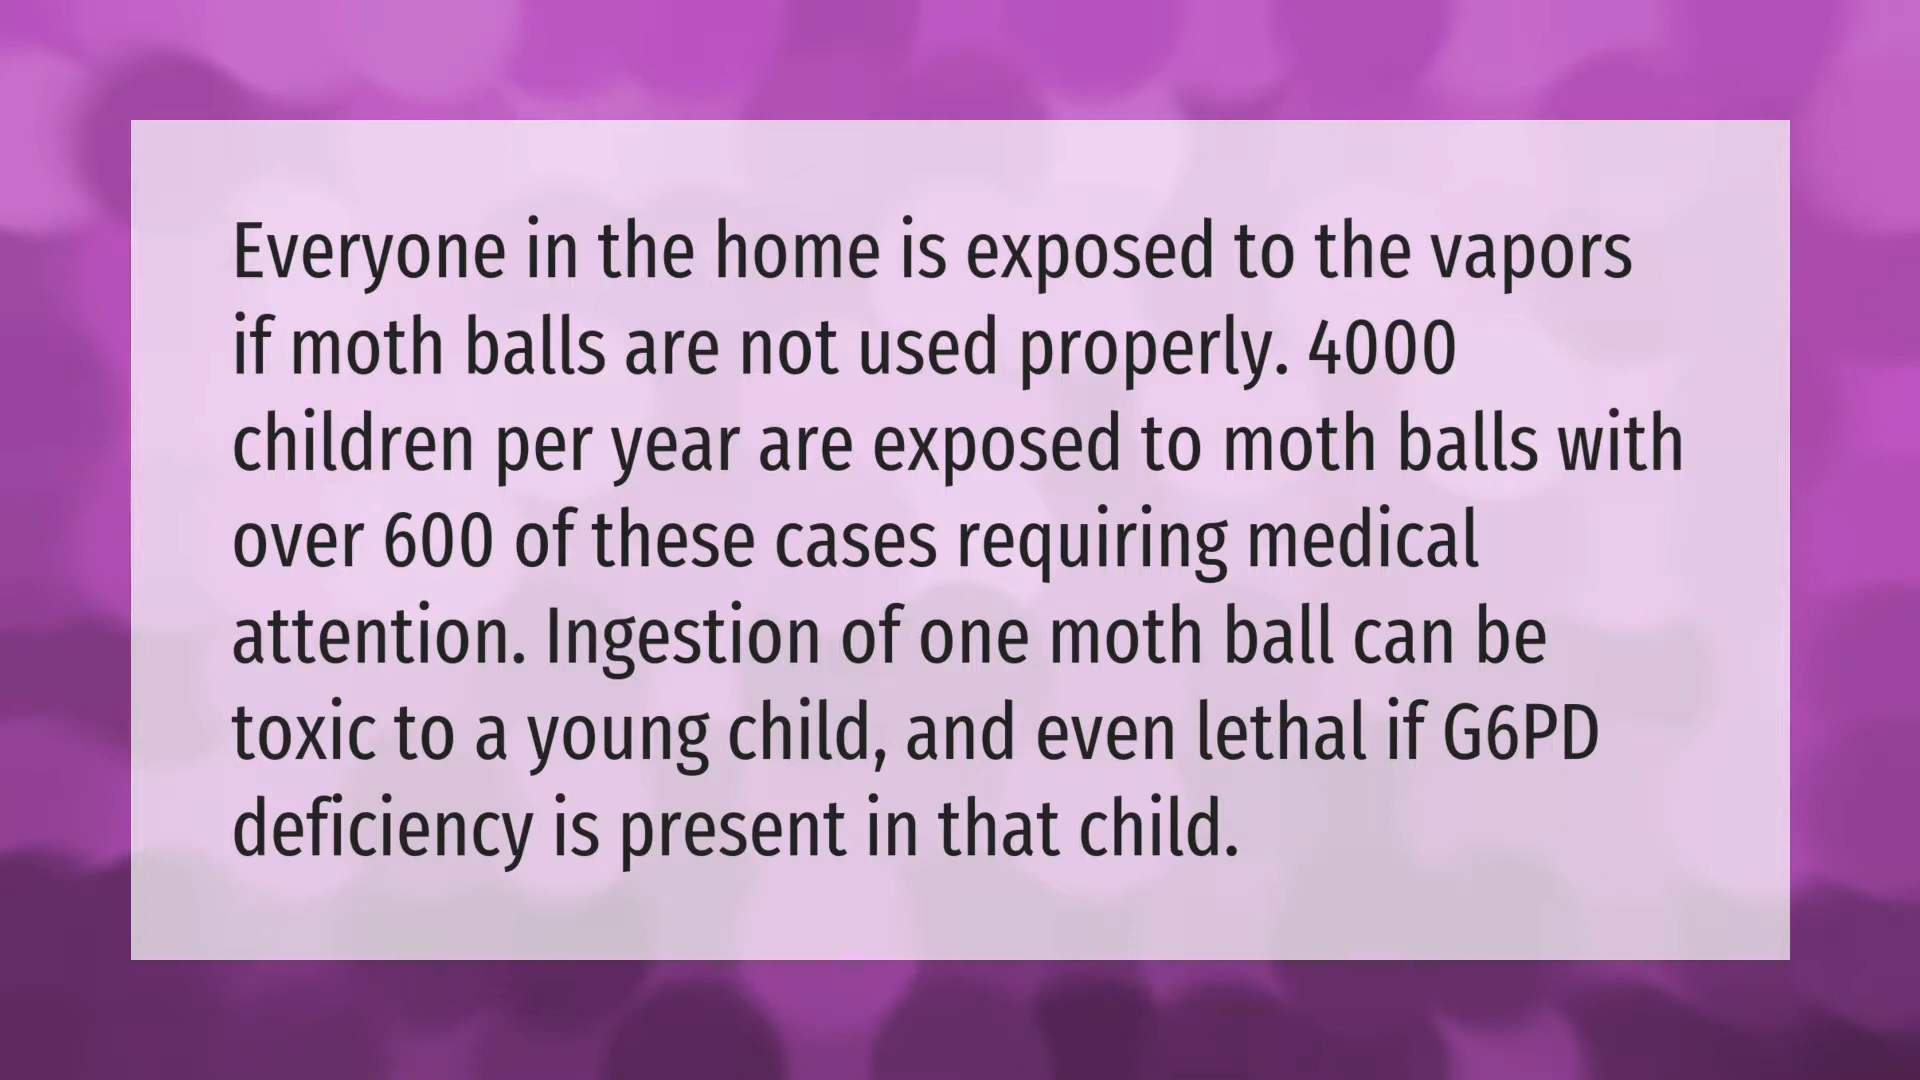 Everyone in the home is exposed to the vapors
if moth balls are not used properly. 4000
children per year are exposed to moth balls with
over 600 of these cases requiring medical
attention. Ingestion of one moth ball can be
toxic to a young child, and even lethal if G6PD
deficiency is present in that child.